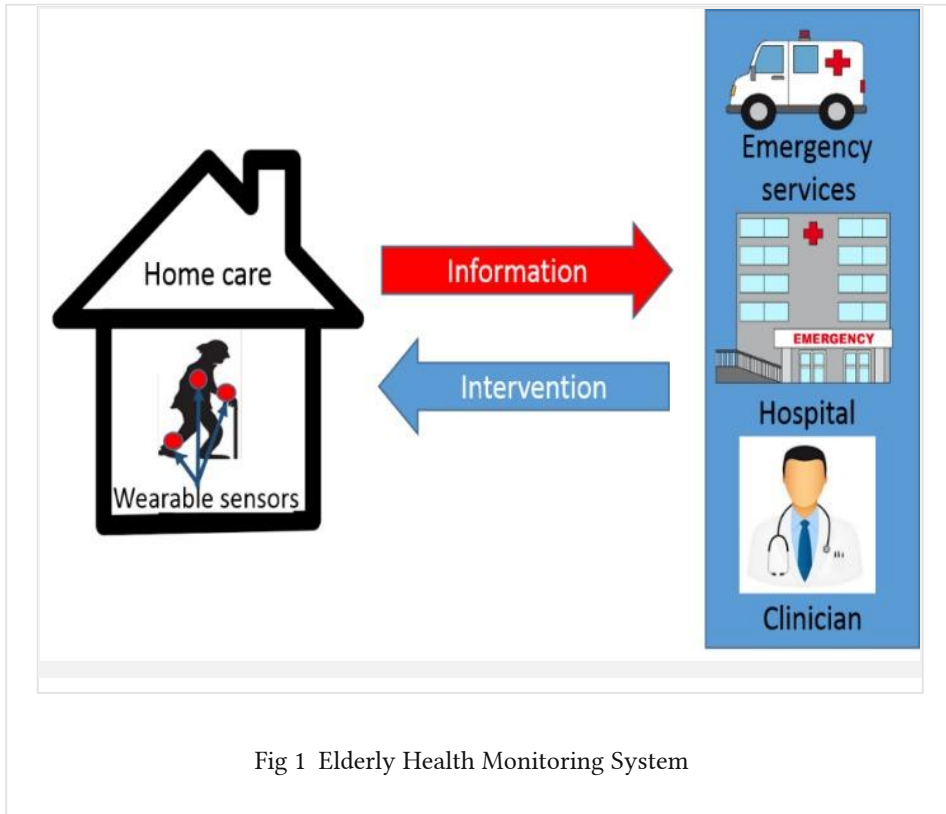 Home care
Wearable sensors
Information
Intervention
Emergency
services
EMERGENCY
Hospital
Clinician
Fig 1 Elderly Health Monitoring System